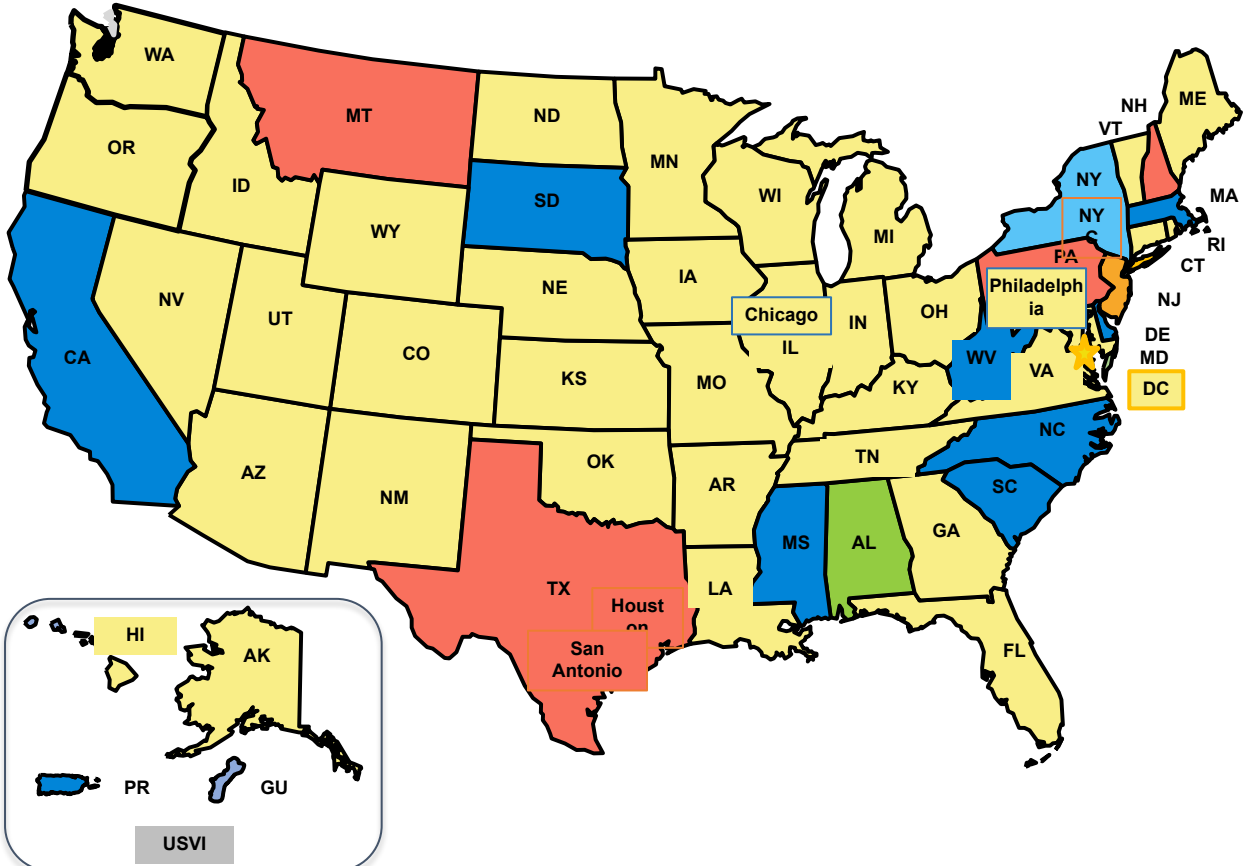 WA
MT
ND
OR
ID
MN
SD
WY
WI
MI
NH
ME
VT
NY
NY
C
MA
RI
PA
CT
NV
NE
IA
UT
CO
CA
KS
MO
Chicago
IL
IN
OH
Philadelph
ia
NJ
DE
MD
DC
WV
VA
KY
NC
TN
SC
AZ
NM
OK
AR
MS
AL
GA
LA
TX
Houst
on
San
Antonio
FL
HI
AK
PR
GU
USVI